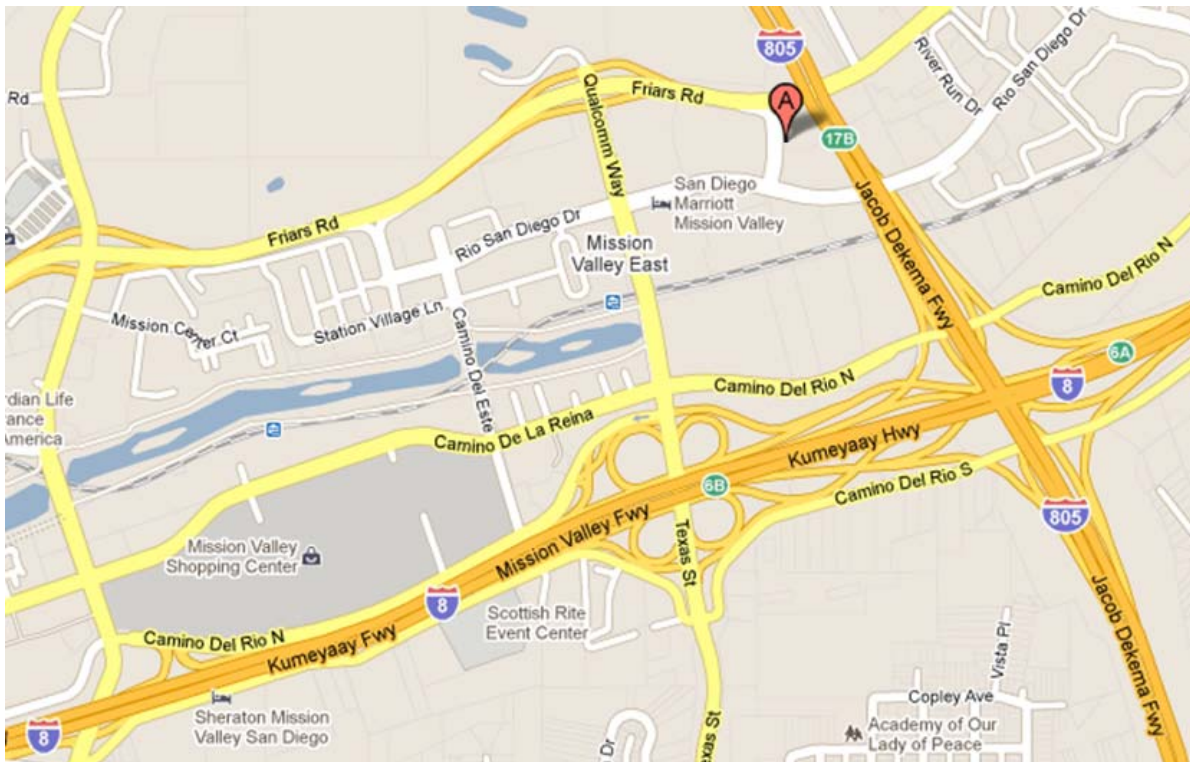 805
Rd
Friars Rd
A
River Run Dr
Rio San Diego Dr
17B
Qualcomm Way
San Diego
Marriott
Mission Valley
Jacob Dekema Fwy
Friars Rd
Rio San Diego Dr
Mission
Valley East
Camino Del Rio N
Mission Center Ct
Station Village Ln
Camino Del Este
6A
8
Camino Del Rio N
rdian Life
rance
America
Camino De La Reina
Kumeyaay Hwy
6B
Camino Del Rio S
805
Mission Valley
Shopping Center
Mission Valley Fwy
Texas St
8
Scottish Rite
Event Center
Jacob Dekema Fwy
Camino Del Rio N
Kumeyaay Fwy
Vista Pl
Copley Ave
Sheraton Mission
Valley San Diego
8
Dr
Texas St
Academy of Our
Lady of Peace